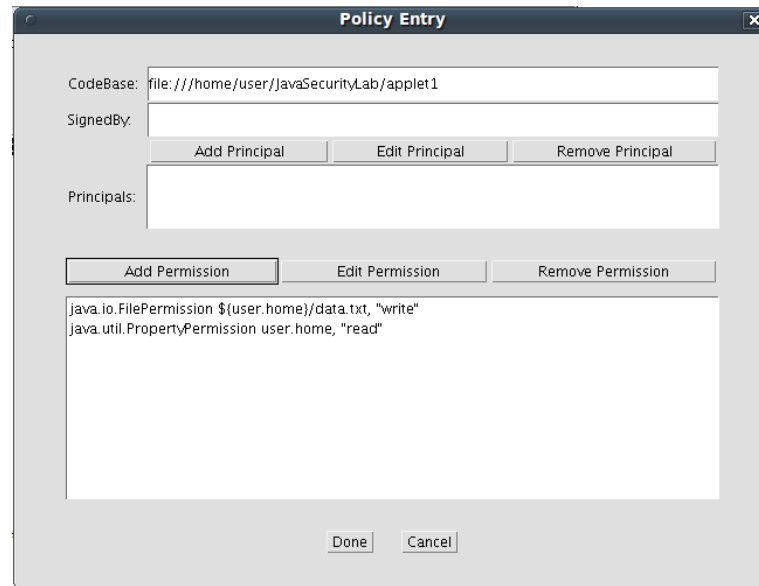 Policy Entry
CodeBase: file:///home/user/JavaSecurityLab/applet1
SignedBy:
Add Principal Edit Principal Remove Principal
Principals:
Add Permission Edit Permission Remove Permission
java.io.FilePermission ${user.home}/data.txt, "write"
java.util.PropertyPermission user.home, "read"
Done Cancel